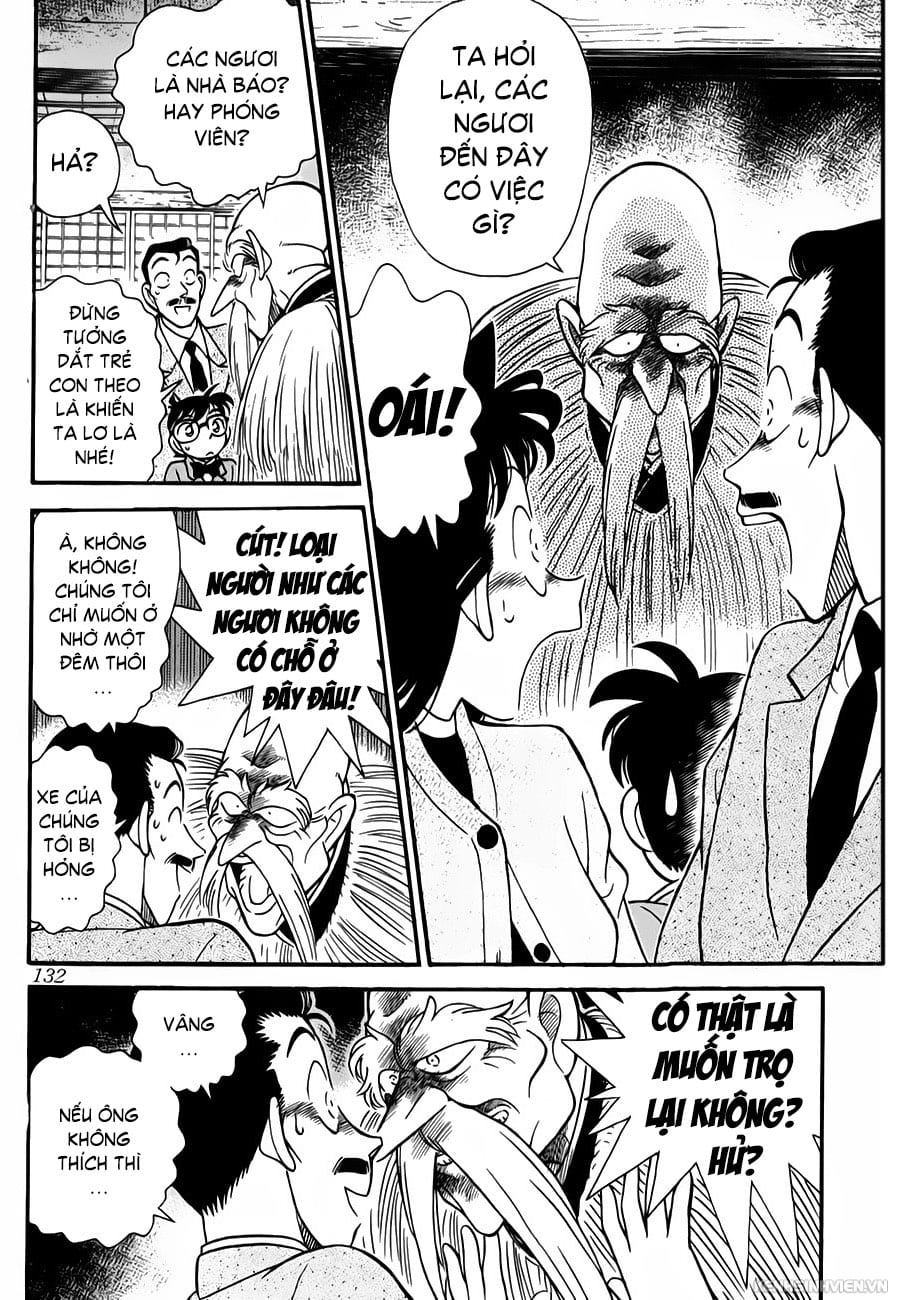 TA HỎI
LẠI, CÁC
NGƯƠI
ĐẾN ĐÂY
CÓ VIỆC
GÌ?
OÁI!
CÁC NGƯƠI
LÀ NHÀ BÁO?
HAY PHÓNG
VIÊN?
HẢ?
ĐỪNG
TƯỞNG
DẮT TRẺ
CON THEO
LÀ KHIẾN
TA LƠ LÀ
NHÉ!
CÚT! LOẠI
NGƯỜI NHƯ CÁC
NGƯƠI KHÔNG
CÓ CHỖ Ở
ĐÂY ĐÂU!
À, KHÔNG
KHÔNG!
CHÚNG TÔI
CHỈ MUỐN Ở
NHỜ MỘT
ĐÊM THÔI
...
XE CỦA
CHÚNG
TÔI BỊ
HỎNG
...
132
CÓ THẬT LÀ
MUỐN TRỌ
LẠI KHÔNG?
HỬ?
VÂNG
...
NẾU ÔNG
KHÔNG
THÍCH THÌ
...